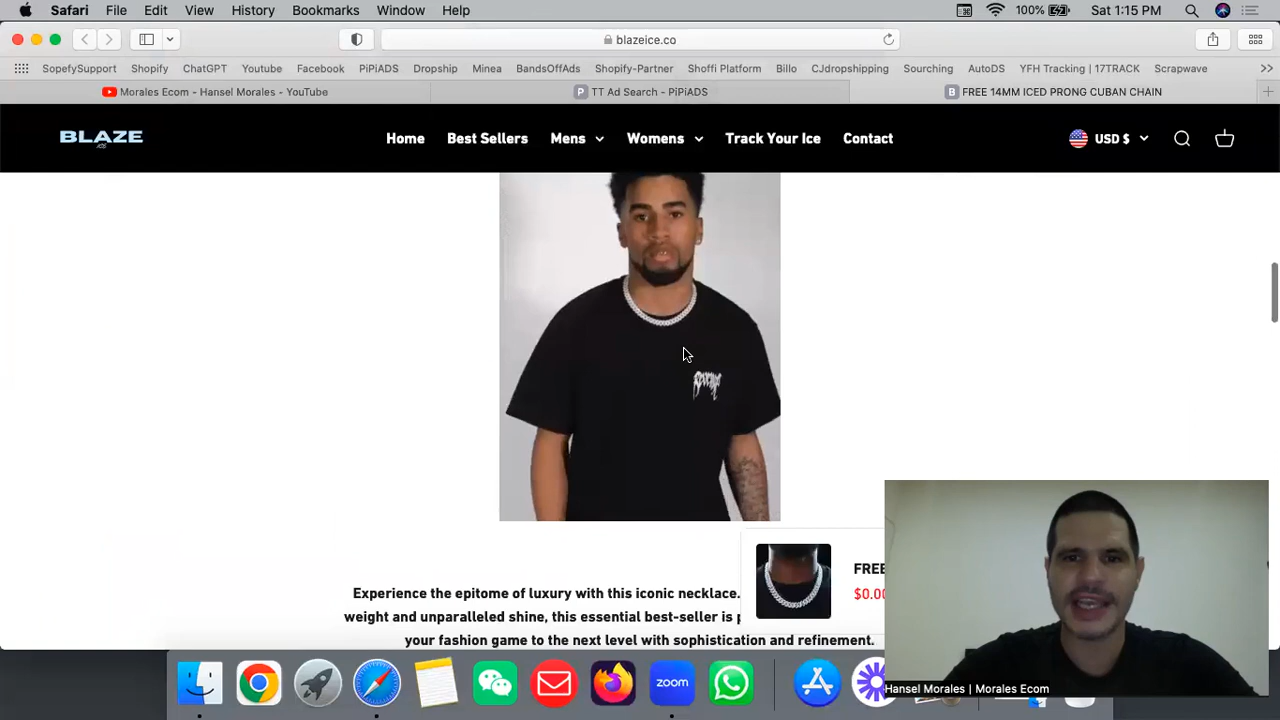 Safari File Edit View History Bookmarks Window Help 100% Sat 1:15 PM
blazeice.co
SopefySupport Shopify ChatGPT Youtube Facebook PiPiADS Dropship Minea BandsOfAds Shopify-Partner Shoffi Platform Billo CJdropshipping Sourching AutoDS YFH Tracking | 17TRACK Scrapwave >>
Morales Ecom - Hansel Morales - YouTube P TT Ad Search - PiPiADS B FREE 14MM ICED PRONG CUBAN CHAIN
BLAZE
ICE
Home Best Sellers Mens Womens Track Your Ice Contact USD $
Revenge
Experience the epitome of luxury with this iconic necklace.
weight and unparalleled shine, this essential best-seller is p
your fashion game to the next level with sophistication and refinement.
FREE
$0.00
zoom
Hansel Morales | Morales Ecom